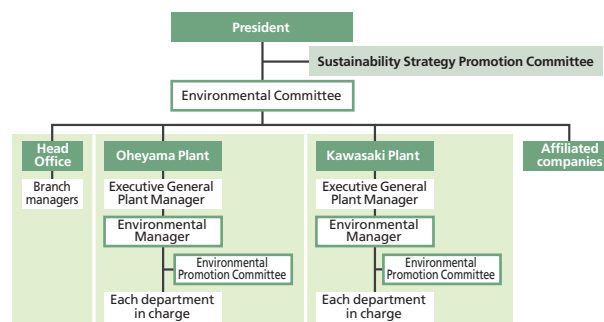 President
Sustainability Strategy Promotion Committee
Environmental Committee
Head
Office
Branch
managers
Oheyama Plant
Executive General
Plant Manager
Environmental
Manager
Environmental
Promotion Committee
Each department
in charge
Kawasaki Plant
Executive General
Plant Manager
Environmental
Manager
Environmental
Promotion Committee
Each department
in charge
Affiliated
companies